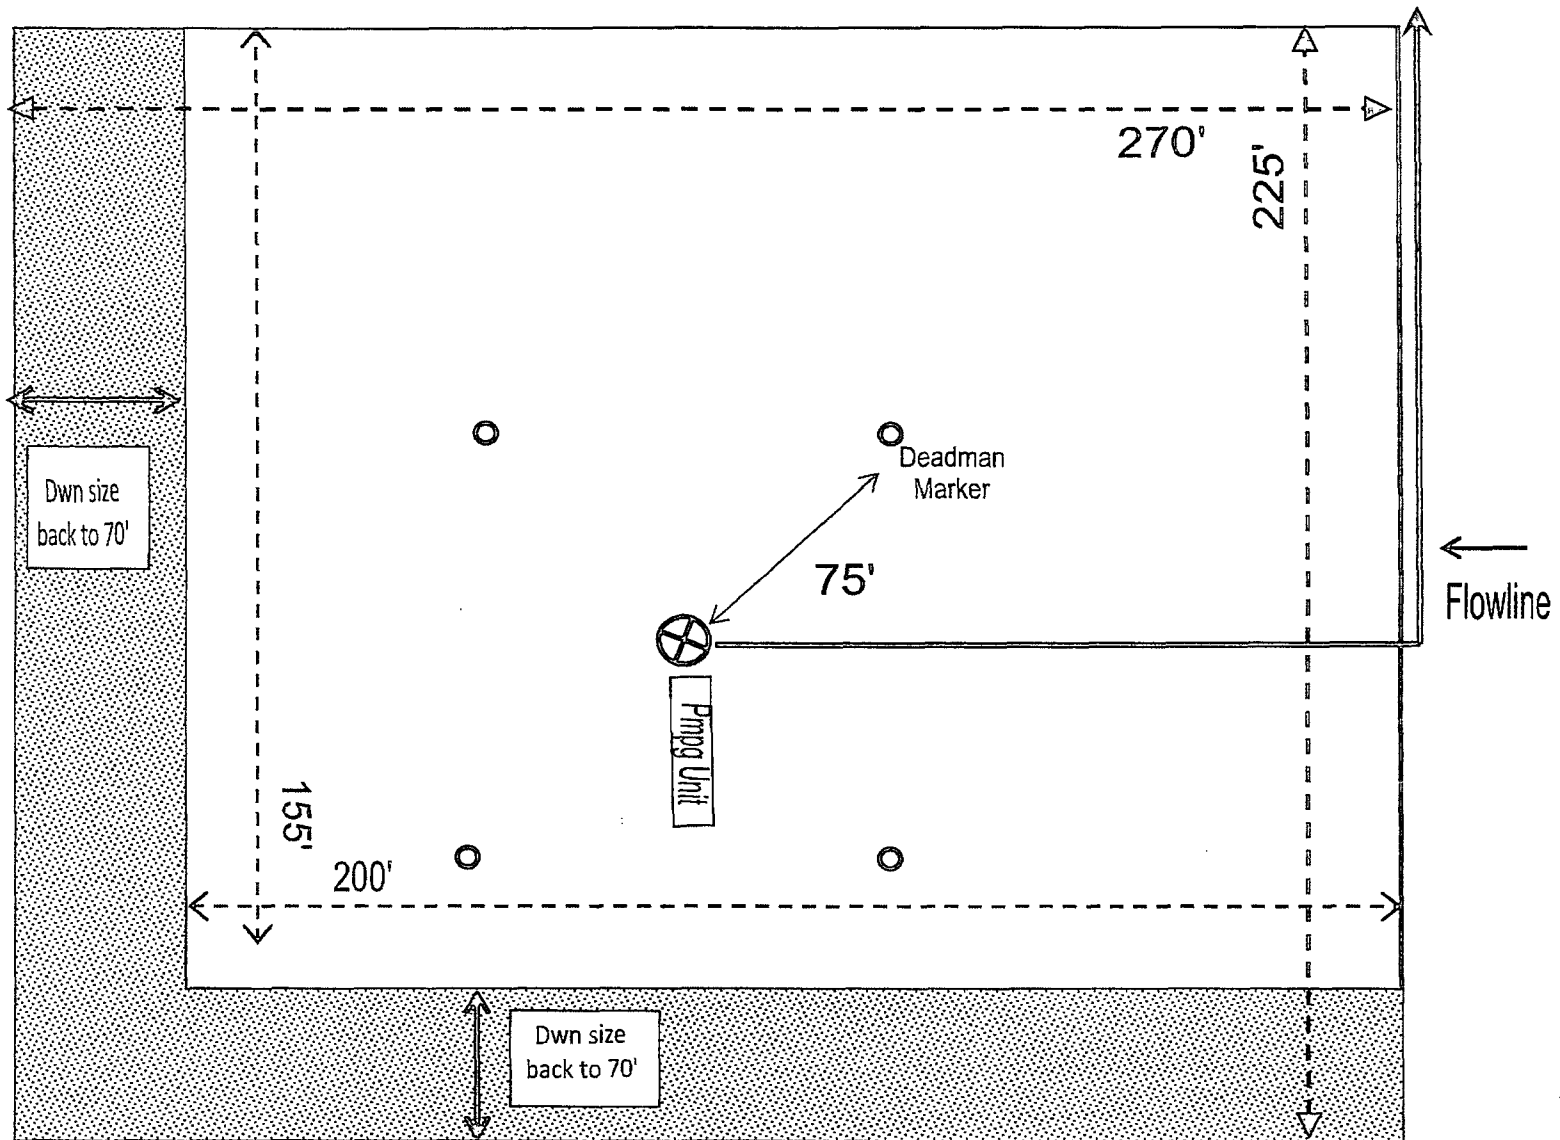 270'
225'
Dwn size
back to 70'
Deadman
Marker
75'
Flowline
Pmpg Unit
155'
200'
Dwn size
back to 70'